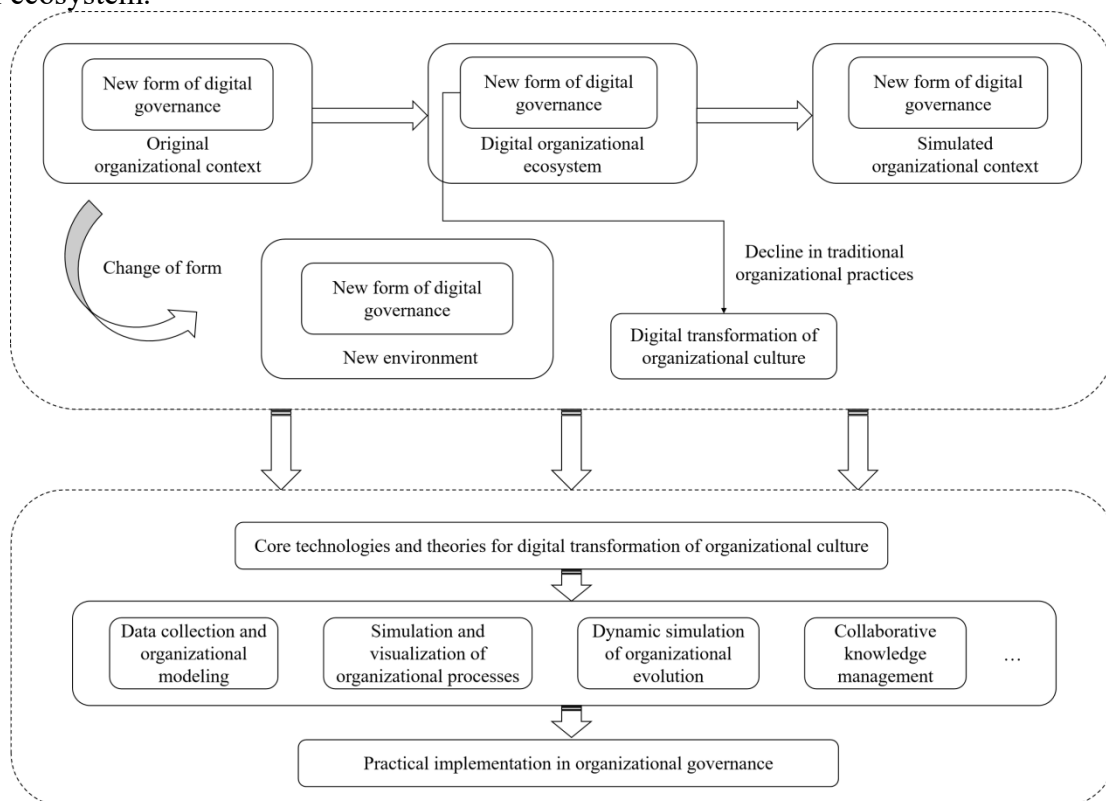 ecosystem.
New form of digital
governance
Original
organizational context
New form of digital
governance
Digital organizational
ecosystem
New form of digital
governance
Simulated
organizational context
Change of form
New form of digital
governance
New environment
Decline in traditional
organizational practices
Digital transformation of
organizational culture
Core technologies and theories for digital transformation of organizational culture
Data collection and
organizational
modeling
Simulation and
visualization of
organizational processes
Dynamic simulation
of organizational
evolution
Collaborative
knowledge
management
…
Practical implementation in organizational governance